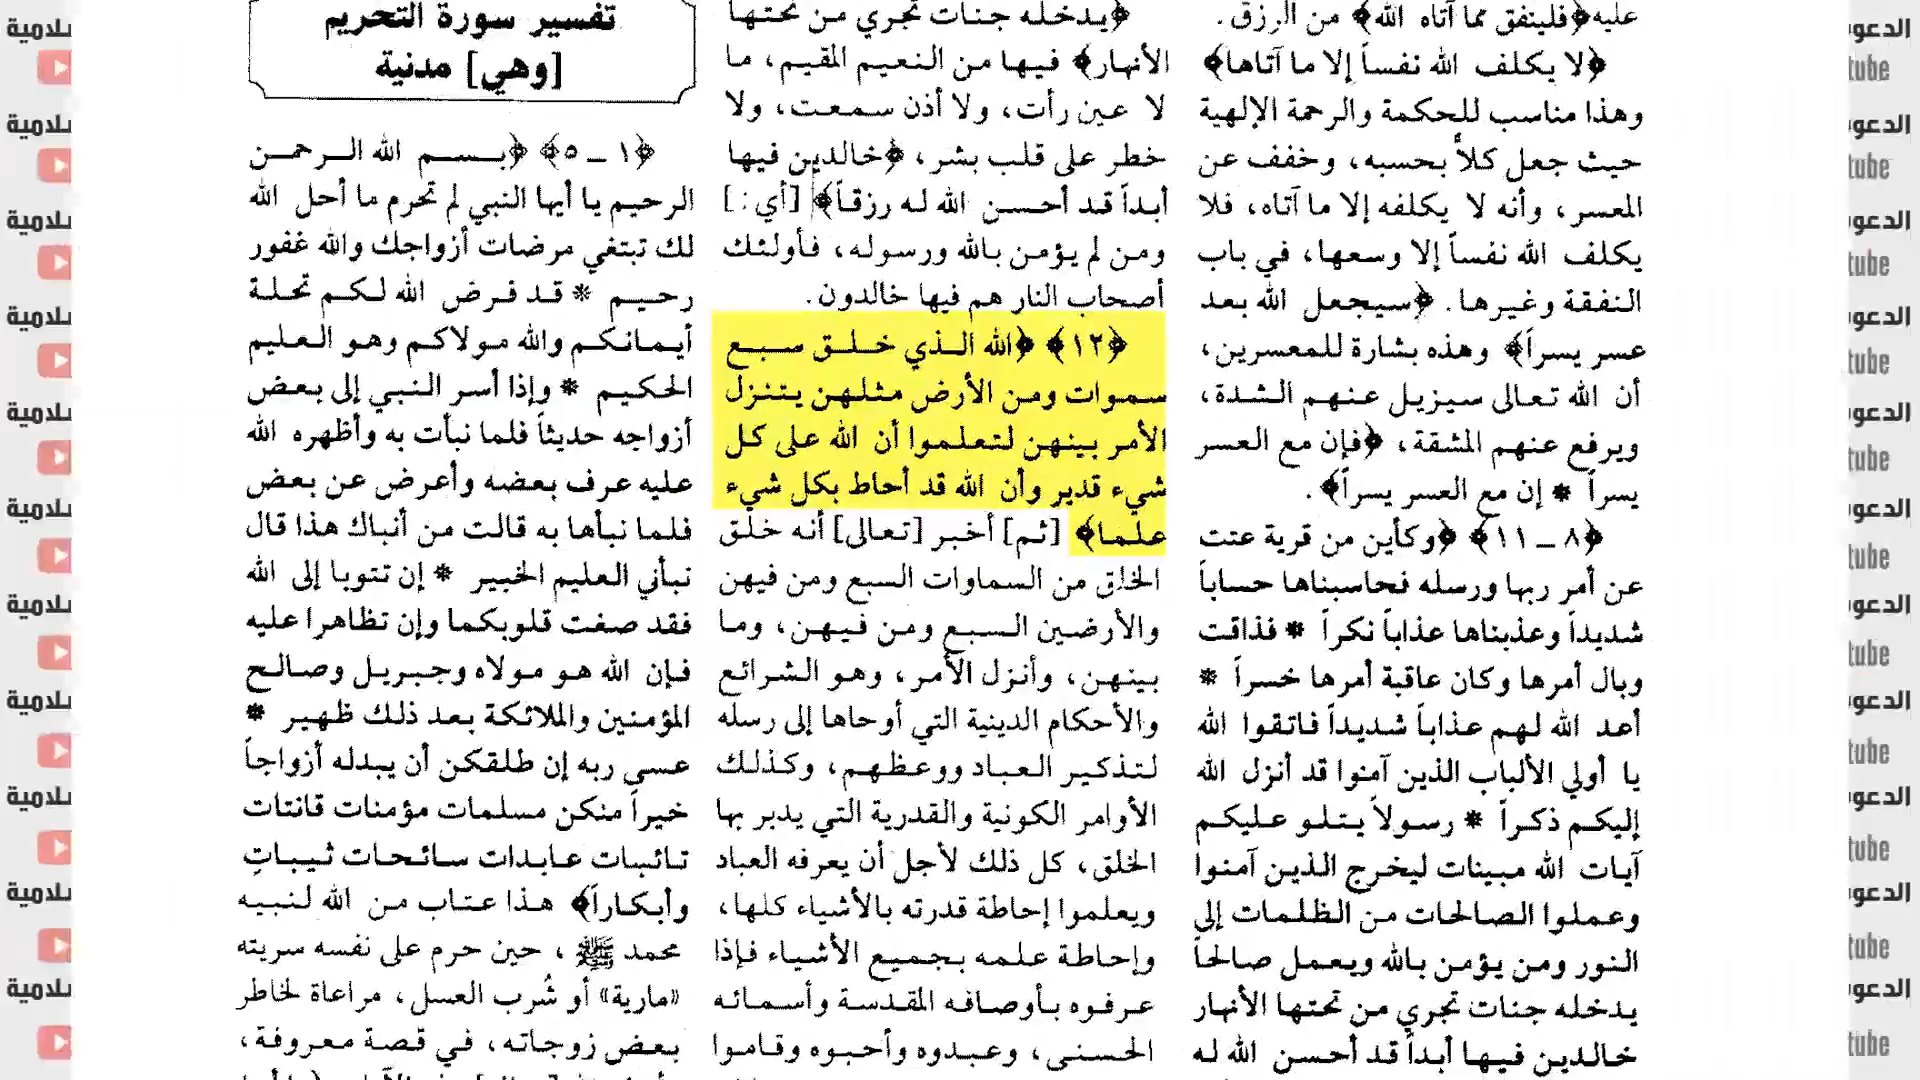 عليه ﴿فلينفق مما آتاه الله﴾ من الرزق.
﴿لا يكلف الله نفساً إلا ما آتاها﴾
وهذا مناسب للحكمة والرحمة الإلهية
حيث جعل كلاً بحسبه، وخفف عن
المعسر، وأنه لا يكلفه إلا ما آتاه، فلا
يكلف الله نفساً إلا وسعها، في باب
النفقة وغيرها. ﴿سيجعل الله بعد
عسر يسراً﴾ وهذه بشارة للمعسرين،
أن الله تعالى سيزيل عنهم الشدة،
ويرفع عنهم المشقة، ﴿فإن مع العسر
يسراً * إن مع العسر يسراً﴾.
﴿٨ ـ ١١﴾ ﴿وكأين من قرية عتت
عن أمر ربها ورسله فحاسبناها حساباً
شديداً وعذبناها عذاباً نكراً * فذاقت
وبال أمرها وكان عاقبة أمرها خسراً *
أعد الله لهم عذاباً شديداً فاتقوا الله
يا أولي الألباب الذين آمنوا قد أنزل الله
إليكم ذكراً * رسولاً يتلو عليكم
آيات الله مبينات ليخرج الذين آمنوا
وعملوا الصالحات من الظلمات إلى
النور ومن يؤمن بالله ويعمل صالحاً
يدخله جنات تجري من تحتها الأنهار
خالدين فيها أبداً قد أحسن الله له
﴿يدخله جنات تجري من تحتها
الأنهار﴾ فيها من النعيم المقيم، ما
لا عين رأت، ولا أذن سمعت، ولا
خطر على قلب بشر، ﴿خالدين فيها
أبداً قد أحسن الله له رزقاً﴾ [أي:]
ومن لم يؤمن بالله ورسوله، فأولئك
أصحاب النار هم فيها خالدون.
﴿١٢﴾ ﴿الله الذي خلق سبع
سموات ومن الأرض مثلهن يتنزل
الأمر بينهن لتعلموا أن الله على كل
شيء قدير وأن الله قد أحاط بكل شيء
علما﴾ [ثم] أخبر [تعالى] أنه خلق
الخلق من السماوات السبع ومن فيهن
والأرضين السبع ومن فيهن، وما
بينهن، وأنزل الأمر، وهو الشرائع
والأحكام الدينية التي أوحاها إلى رسله
لتذكير العباد ووعظهم، وكذلك
الأوامر الكونية والقدرية التي يدبر بها
الخلق، كل ذلك لأجل أن يعرفه العباد
ويعلموا إحاطة قدرته بالأشياء كلها،
وإحاطة علمه بجميع الأشياء فإذا
عرفوه بأوصافه المقدسة وأسمائه
الحسنى، وعبدوه وأحبوه وقاموا
تفسير سورة التحريم
[وهي] مدنية
﴿١ ـ ٥﴾ ﴿بسم الله الرحمن
الرحيم يا أيها النبي لم تحرم ما أحل الله
لك تبتغي مرضات أزواجك والله غفور
رحيم * قد فرض الله لكم تحلة
أيمانكم والله مولاكم وهو العليم
الحكيم * وإذا أسر النبي إلى بعض
أزواجه حديثاً فلما نبأت به وأظهره الله
عليه عرف بعضه وأعرض عن بعض
فلما نبأها به قالت من أنباك هذا قال
نبأني العليم الخبير * إن تتوبا إلى الله
فقد صغت قلوبكما وإن تظاهرا عليه
فإن الله هو مولاه وجبريل وصالح
المؤمنين والملائكة بعد ذلك ظهير *
عسى ربه إن طلقكن أن يبدله أزواجاً
خيراً منكن مسلمات مؤمنات قانتات
تائبات عابدات سائحات ثيباتٍ
وأبكاراً﴾ هذا عتاب من الله لنبيه
محمد ﷺ، حين حرم على نفسه سريته
«مارية» أو شُرب العسل، مراعاة لخاطر
بعض زوجاته، في قصة معروفة،